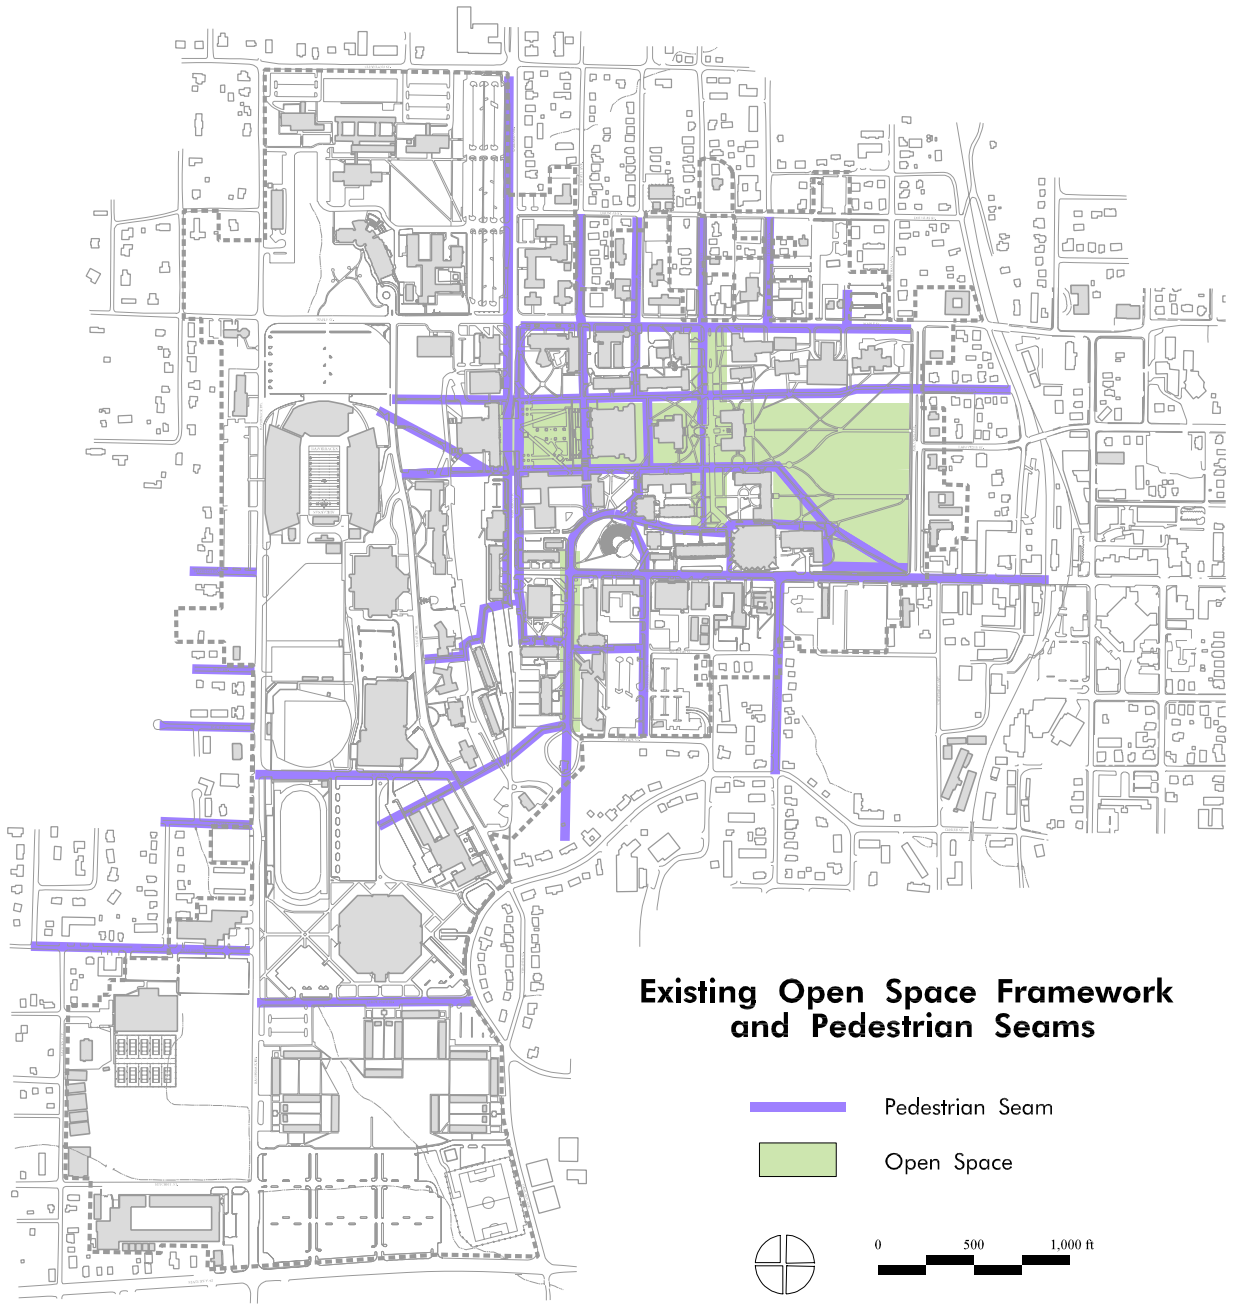 Existing Open Space Framework
and Pedestrian Seams
Pedestrian Seam
Open Space
0 500 1,000 ft